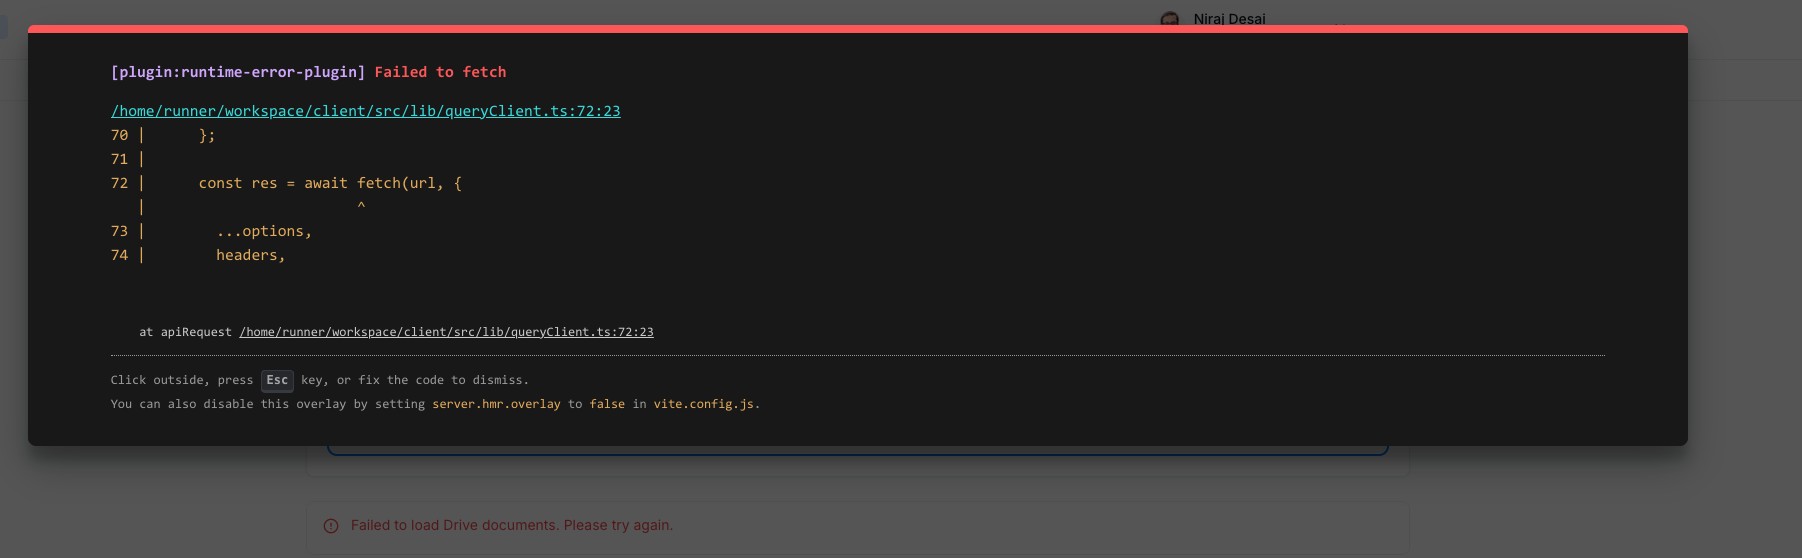 Niraj Desai
[plugin:runtime-error-plugin] Failed to fetch
/home/runner/workspace/client/src/lib/queryClient.ts:72:23
70 |      };
71 |
72 |      const res = await fetch(url, {
   |                        ^
73 |        ...options,
74 |        headers,
at apiRequest /home/runner/workspace/client/src/lib/queryClient.ts:72:23
Click outside, press Esc key, or fix the code to dismiss.
You can also disable this overlay by setting server.hmr.overlay to false in vite.config.js.
Failed to load Drive documents. Please try again.